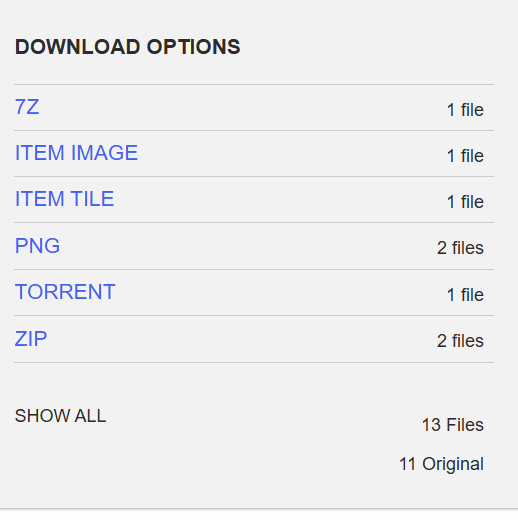 DOWNLOAD OPTIONS
7Z 1 file
ITEM IMAGE 1 file
ITEM TILE 1 file
PNG 2 files
TORRENT 1 file
ZIP 2 files
SHOW ALL 13 Files
11 Original